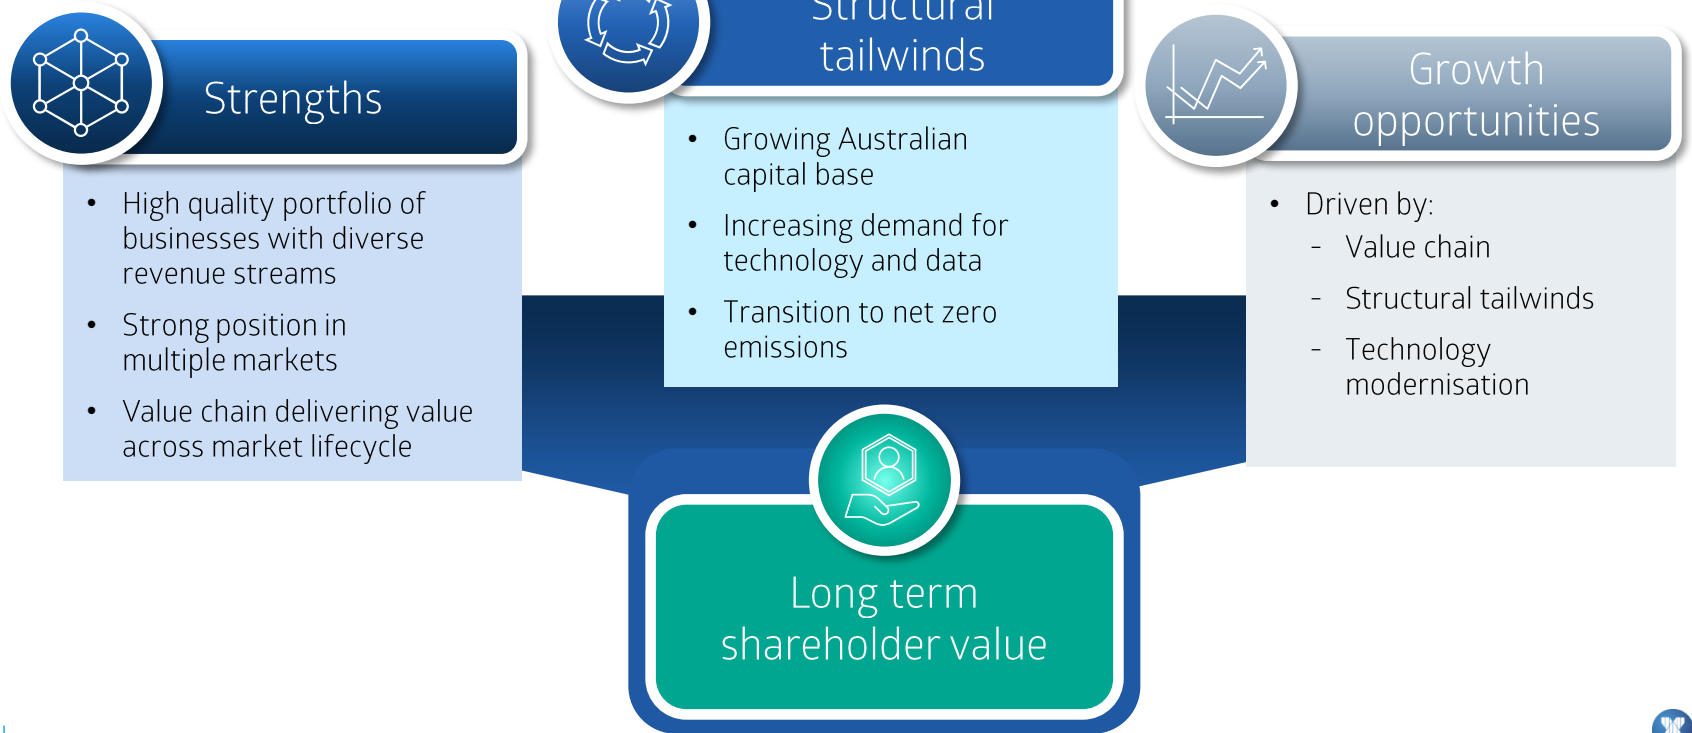 Strengths
• High quality portfolio of
businesses with diverse
revenue streams
• Strong position in
multiple markets
• Value chain delivering value
across market lifecycle
Structural
tailwinds
• Growing Australian
capital base
• Increasing demand for
technology and data
• Transition to net zero
emissions
Growth
opportunities
• Driven by:
- Value chain
- Structural tailwinds
- Technology
modernisation
Long term
shareholder value